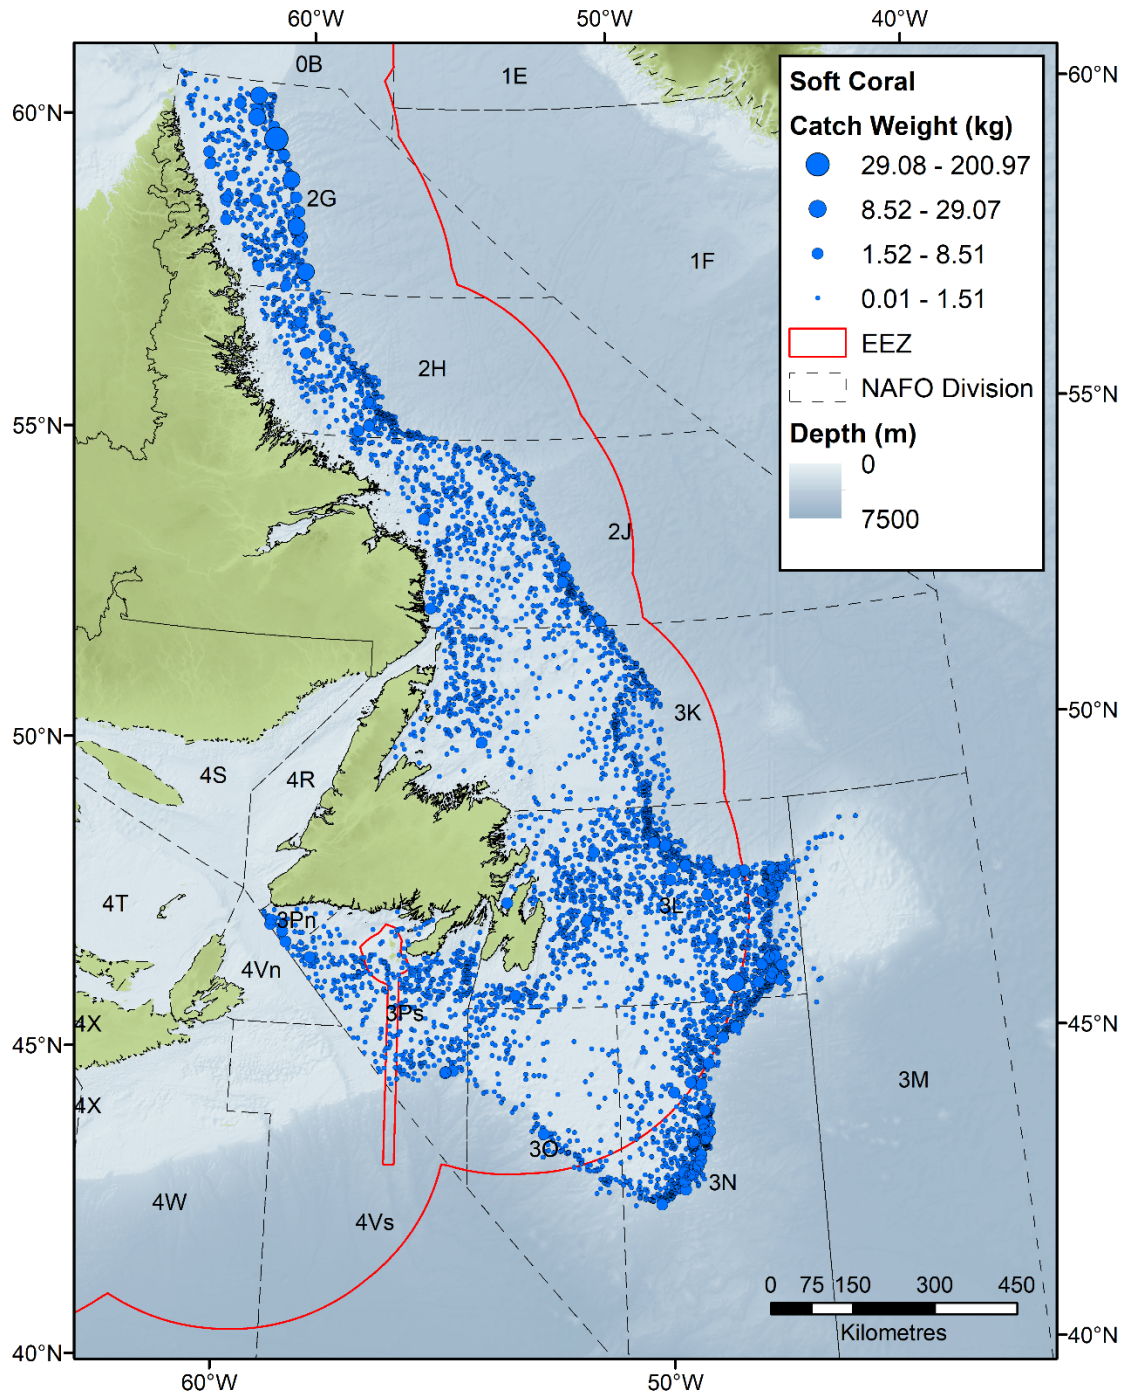 60°W 50°W 40°W
0B
1E
60°N
60°N
2G
1F
2H
55°N
55°N
2J
3K
50°N
50°N
4S
4R
4T
3Pn
3L
4Vn
3Ps
4X
45°N
45°N
3M
4X
3O
3N
4W
4Vs
40°N
40°N
60°W 50°W
Soft Coral
Catch Weight (kg)
29.08 - 200.97
8.52 - 29.07
1.52 - 8.51
0.01 - 1.51
EEZ
NAFO Division
Depth (m)
0
7500
0 75 150 300 450
Kilometres